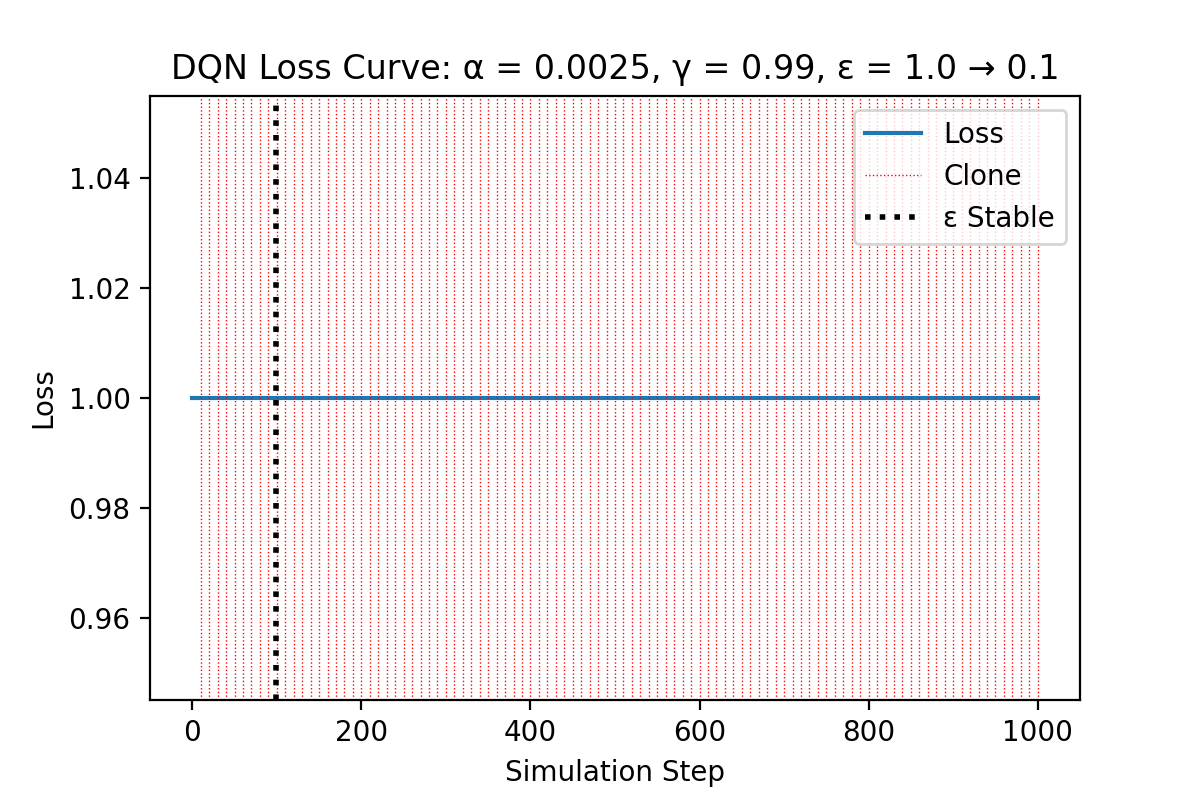 DQN Loss Curve: α = 0.0025, γ = 0.99, ε = 1.0 → 0.1
Loss
Clone
ε Stable
1.04
1.02
1.00
0.98
0.96
Loss
0 200 400 600 800 1000
Simulation Step